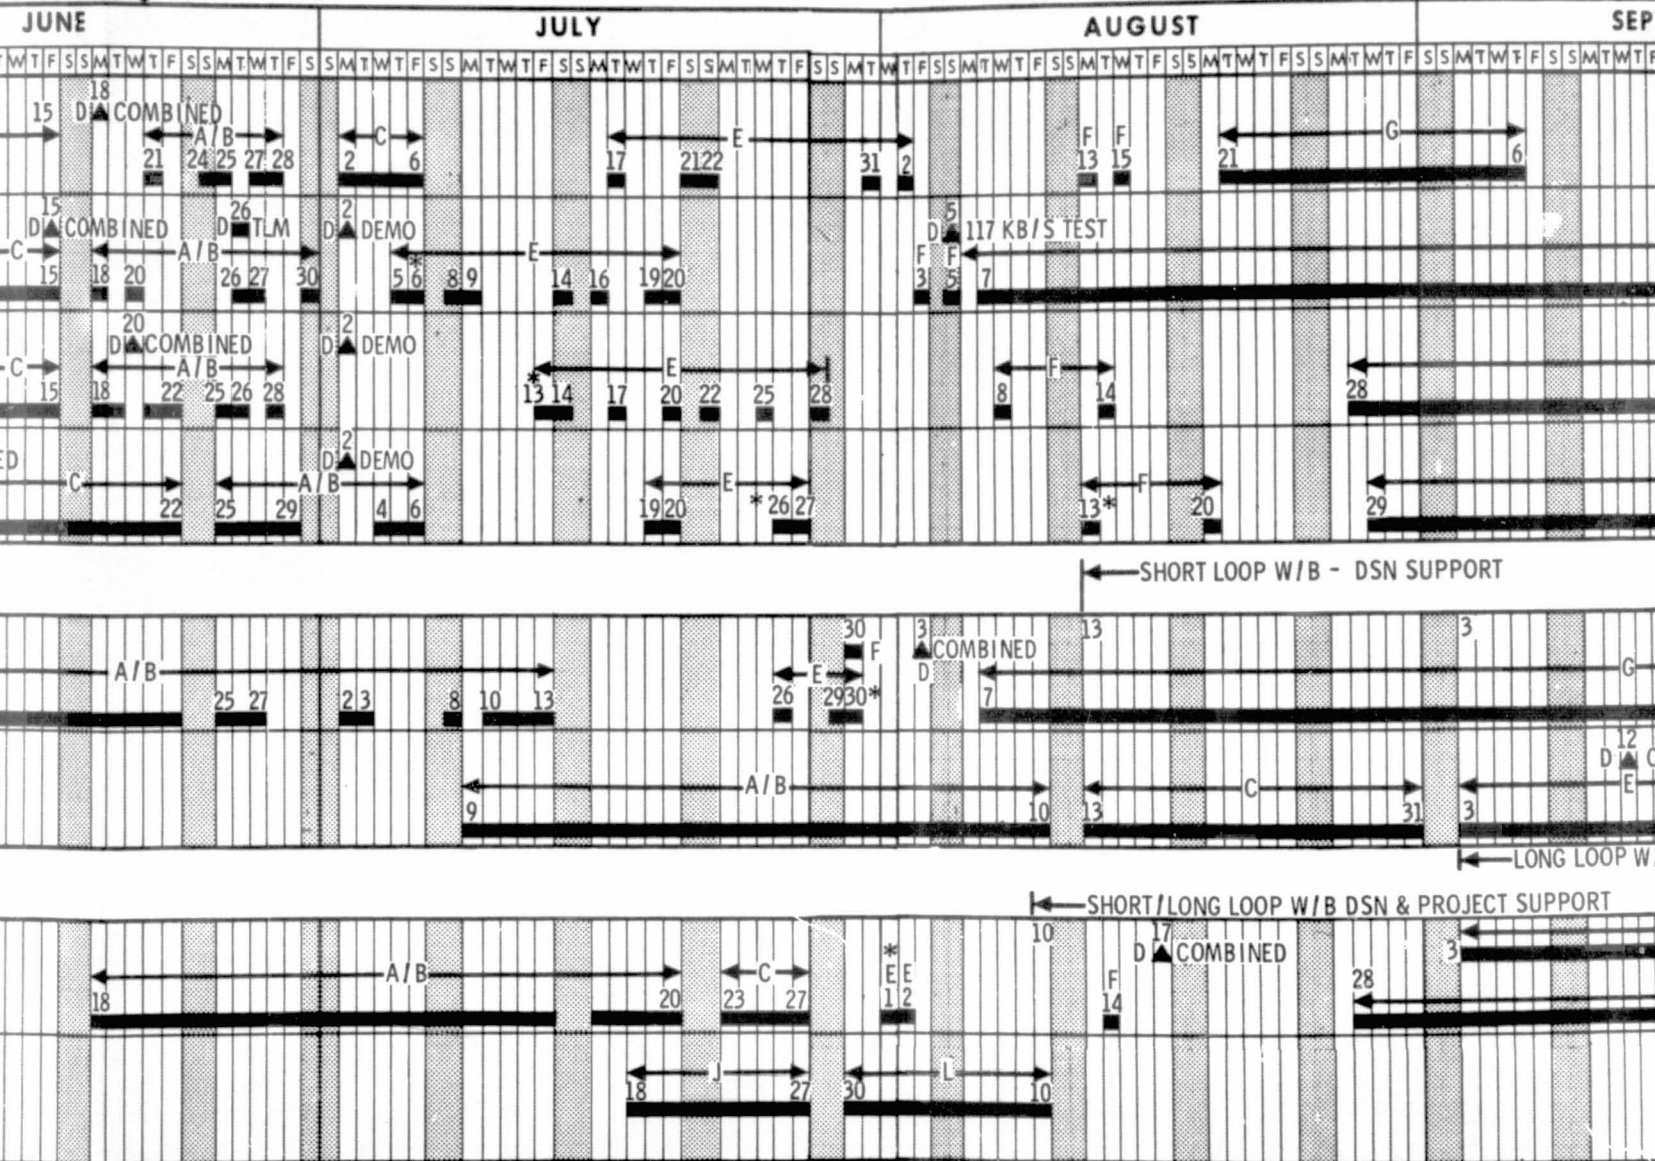 JUNE JULY AUGUST SEP
W T F S S M T W T F S S M T W T F S S M T W T F S S M T W T F S S M T W T F S S M T W T F S S M T W T F S S M T W T F S S M T W T F S S M T W T F S S M T W T F S S M T W T F S S M T W T F
18
15 D COMBINED
A/B C E F F G
21 24 25 27 28 2 6 17 21 22 31 2 13 15 21 6
15 26 2 5
D COMBINED D TLM D DEMO D 117 KB/S TEST
C A/B * E F F
15 18 20 26 27 30 5 6 8 9 14 16 19 20 3 5 7
20 2
D COMBINED D DEMO
C A/B * E F
15 18 22 25 26 28 13 14 17 20 22 25 28 8 14 28
2
ED D DEMO
C A/B E F
22 25 29 4 6 19 20 * 26 27 13 * 20 29
SHORT LOOP W/B - DSN SUPPORT
30 3 13 3
F COMBINED
A/B E D G
25 27 2 3 8 10 13 26 29 30 * 7
12
D C
A/B C E
9 10 13 31 3
LONG LOOP W
SHORT/LONG LOOP W/B DSN & PROJECT SUPPORT
10 17
* D COMBINED 3
A/B C E E F 28
18 20 23 27 1 2 14
J L
18 27 30 10